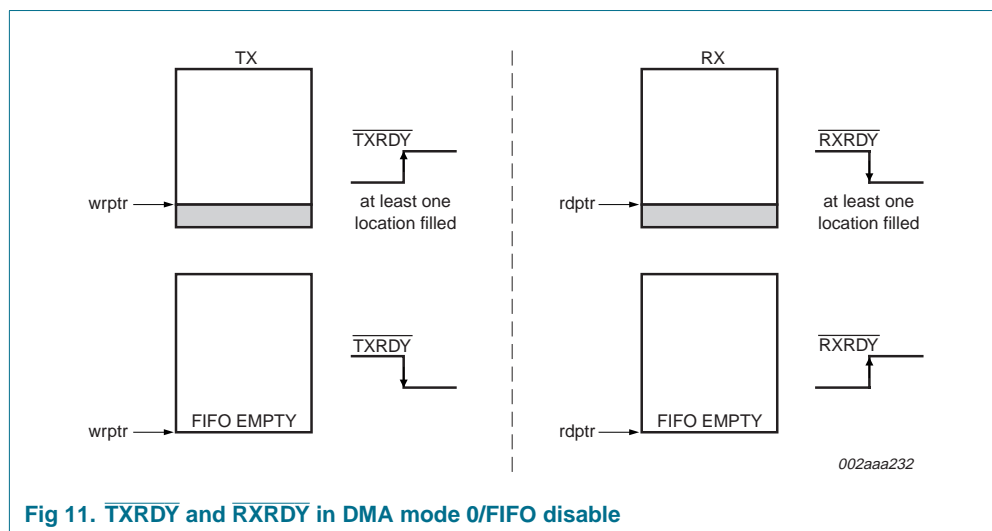 TX
TXRDY
wrptr
at least one
location filled
TXRDY
FIFO EMPTY
wrptr
RX
RXRDY
rdptr
at least one
location filled
RXRDY
FIFO EMPTY
rdptr
002aaa232
Fig 11. TXRDY and RXRDY in DMA mode 0/FIFO disable